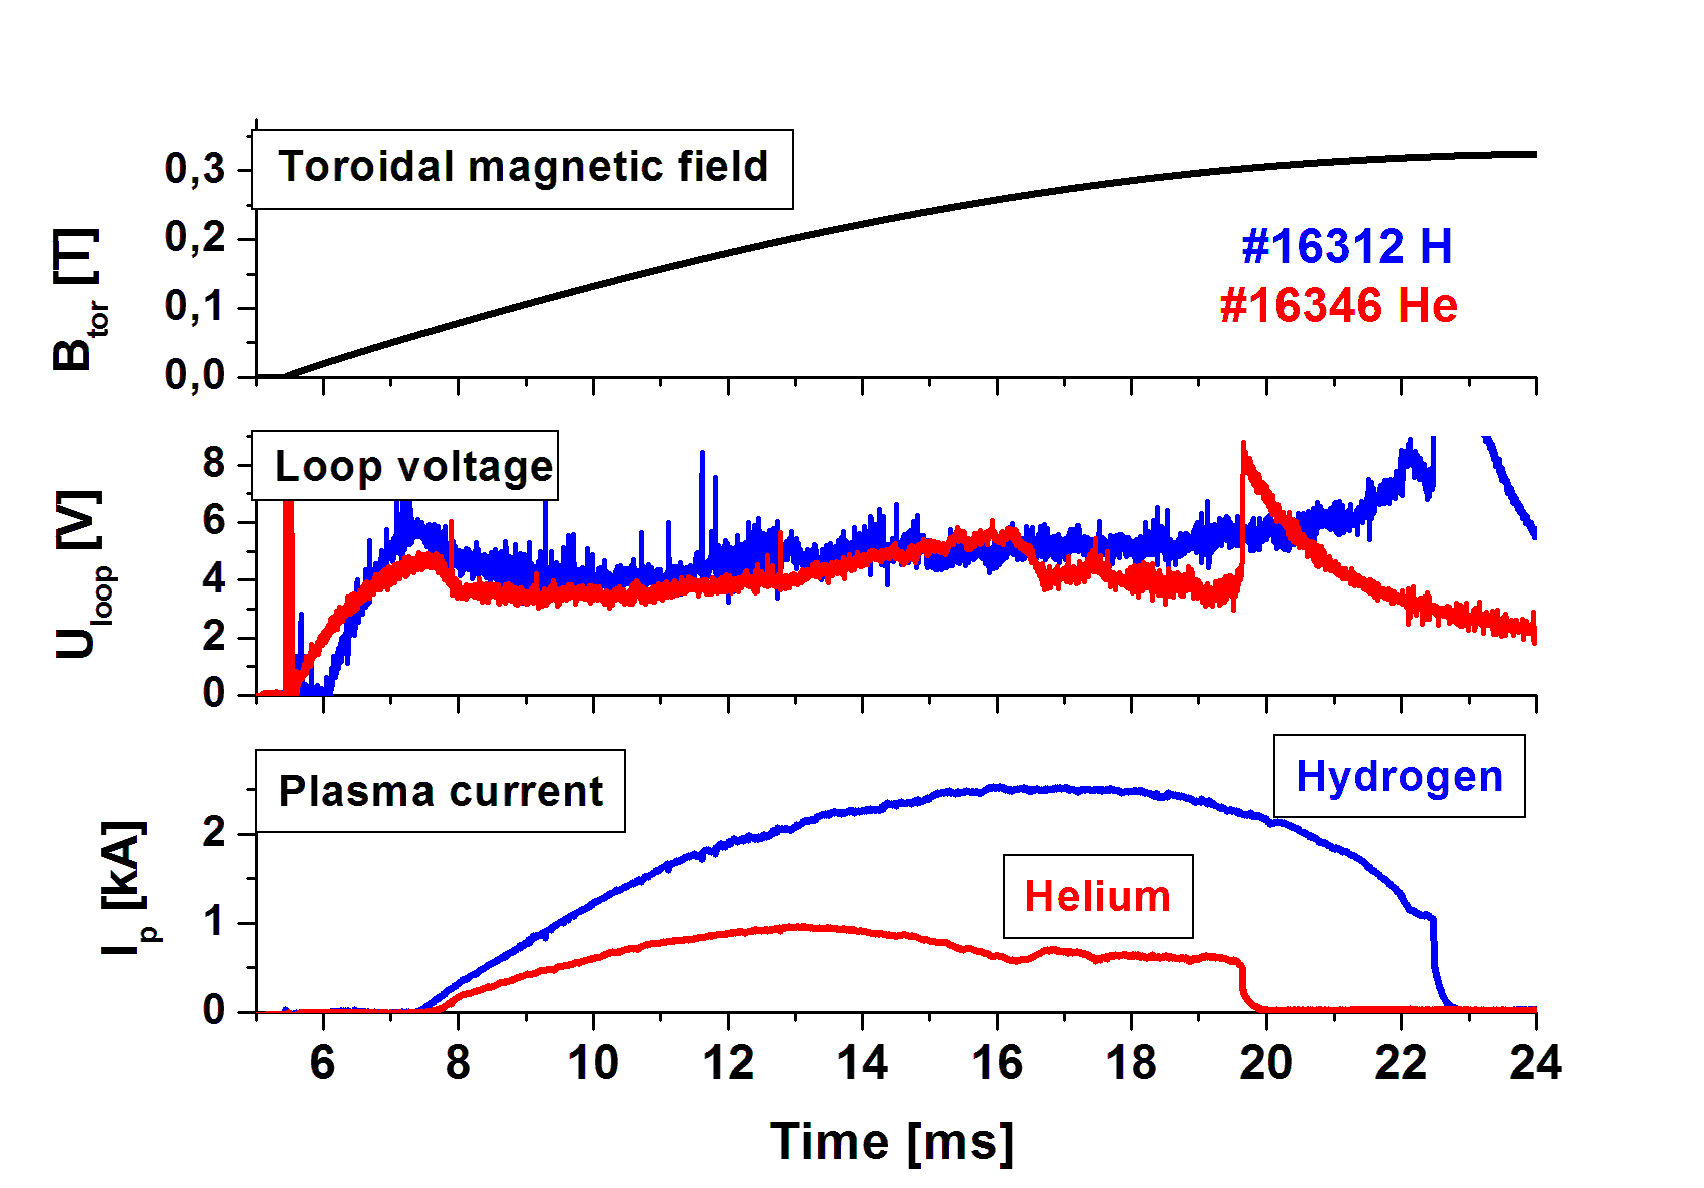 Toroidal magnetic field
0,3
0,2
0,1
0,0
B_tor [T]
#16312 H
#16346 He
Loop voltage
8
6
4
2
0
U_loop [V]
Plasma current
Hydrogen
Helium
2
1
0
I_p [kA]
6 8 10 12 14 16 18 20 22 24
Time [ms]